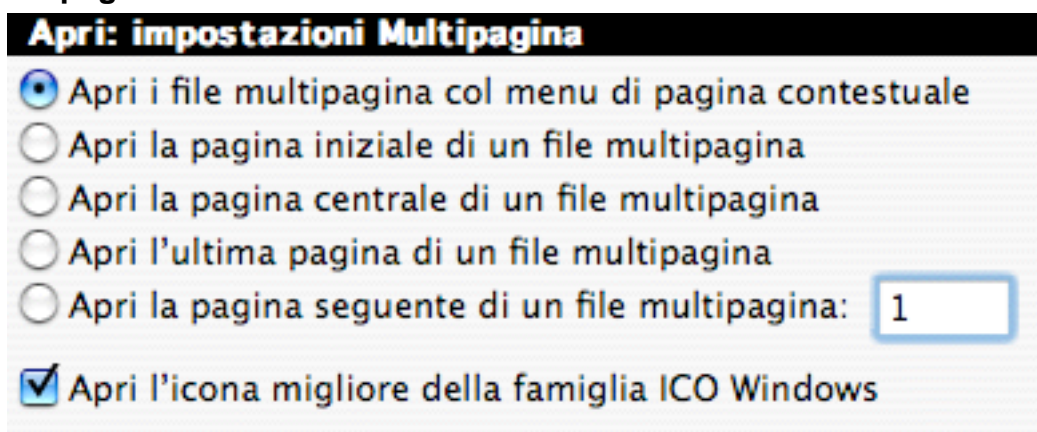 Apri: impostazioni Multipagina
Apri i file multipagina col menu di pagina contestuale
Apri la pagina iniziale di un file multipagina
Apri la pagina centrale di un file multipagina
Apri l’ultima pagina di un file multipagina
Apri la pagina seguente di un file multipagina: 1
Apri l’icona migliore della famiglia ICO Windows